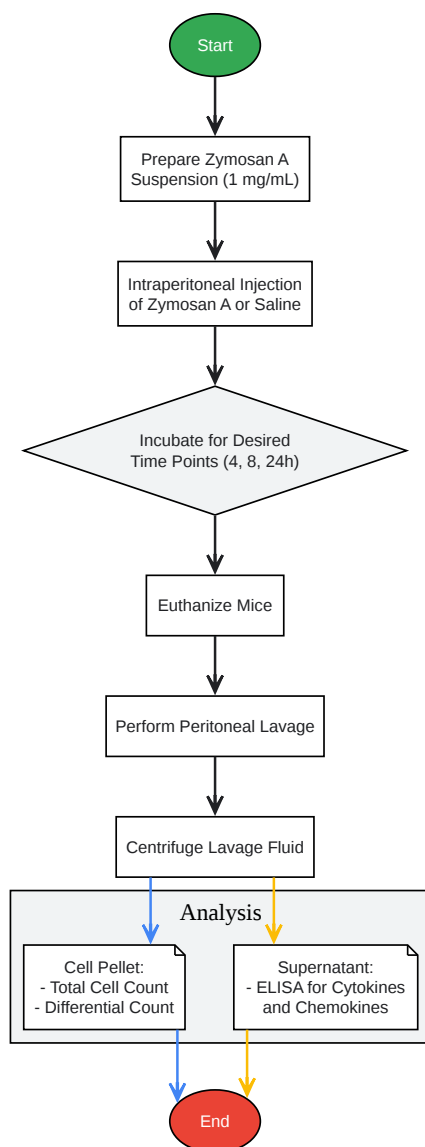 Start
Prepare Zymosan A
Suspension (1 mg/mL)
Intraperitoneal Injection
of Zymosan A or Saline
Incubate for Desired
Time Points (4, 8, 24h)
Euthanize Mice
Perform Peritoneal Lavage
Centrifuge Lavage Fluid
Analysis
Cell Pellet:
- Total Cell Count
- Differential Count
Supernatant:
- ELISA for Cytokines
and Chemokines
End